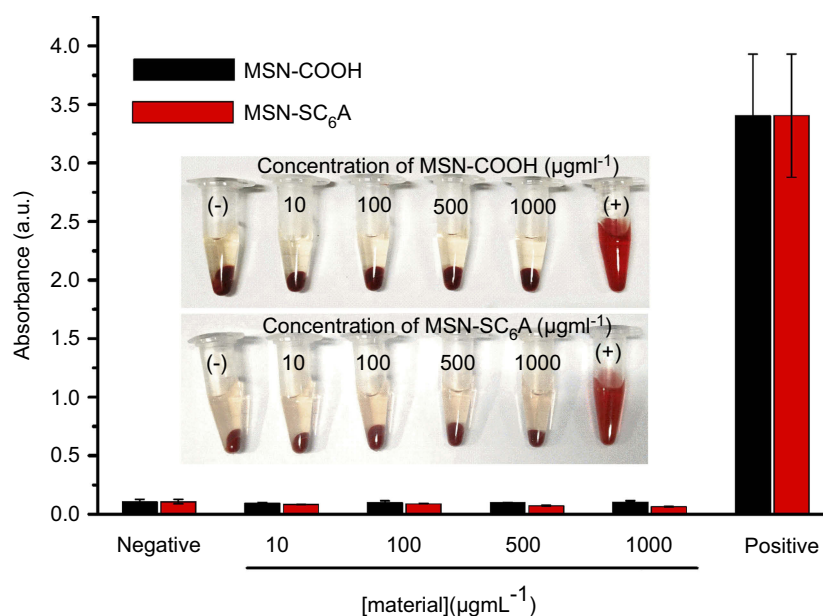 4.0
3.5
3.0
2.5
2.0
1.5
1.0
0.5
0.0
Absorbance (a.u.)
MSN-COOH
MSN-SC₆A
Concentration of MSN-COOH (µgml⁻¹)
(-) 10 100 500 1000 (+)
Concentration of MSN-SC₆A (µgml⁻¹)
(-) 10 100 500 1000 (+)
Negative 10 100 500 1000 Positive
[material](µgmL⁻¹)